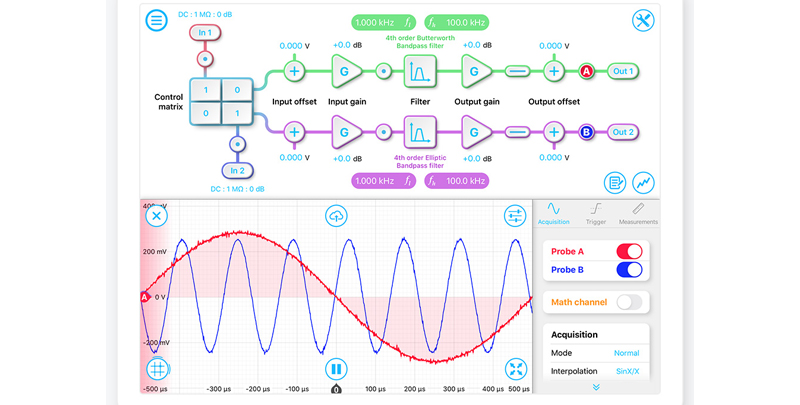 DC : 1 MΩ : 0 dB
In 1
1.000 kHz fl fh 100.0 kHz
4th order Butterworth
Bandpass filter
0.000 V
+0.0 dB
+0.0 dB
0.000 V
G
G
A
Out 1
Control
matrix
1 0
0 1
Input offset
Input gain
Filter
Output gain
Output offset
G
G
B
Out 2
0.000 V
+0.0 dB
4th order Elliptic
Bandpass filter
+0.0 dB
0.000 V
In 2
DC : 1 MΩ : 0 dB
1.000 kHz fl fh 100.0 kHz
400 mV
200 mV
A
0 V
-200 mV
-500 µs
-300 µs
-200 µs
-100 µs
0
100 µs
200 µs
300 µs
400 µs
500 µs
Acquisition
Trigger
Measurements
Probe A
Probe B
Math channel
Acquisition
Mode Normal
Interpolation SinX/X